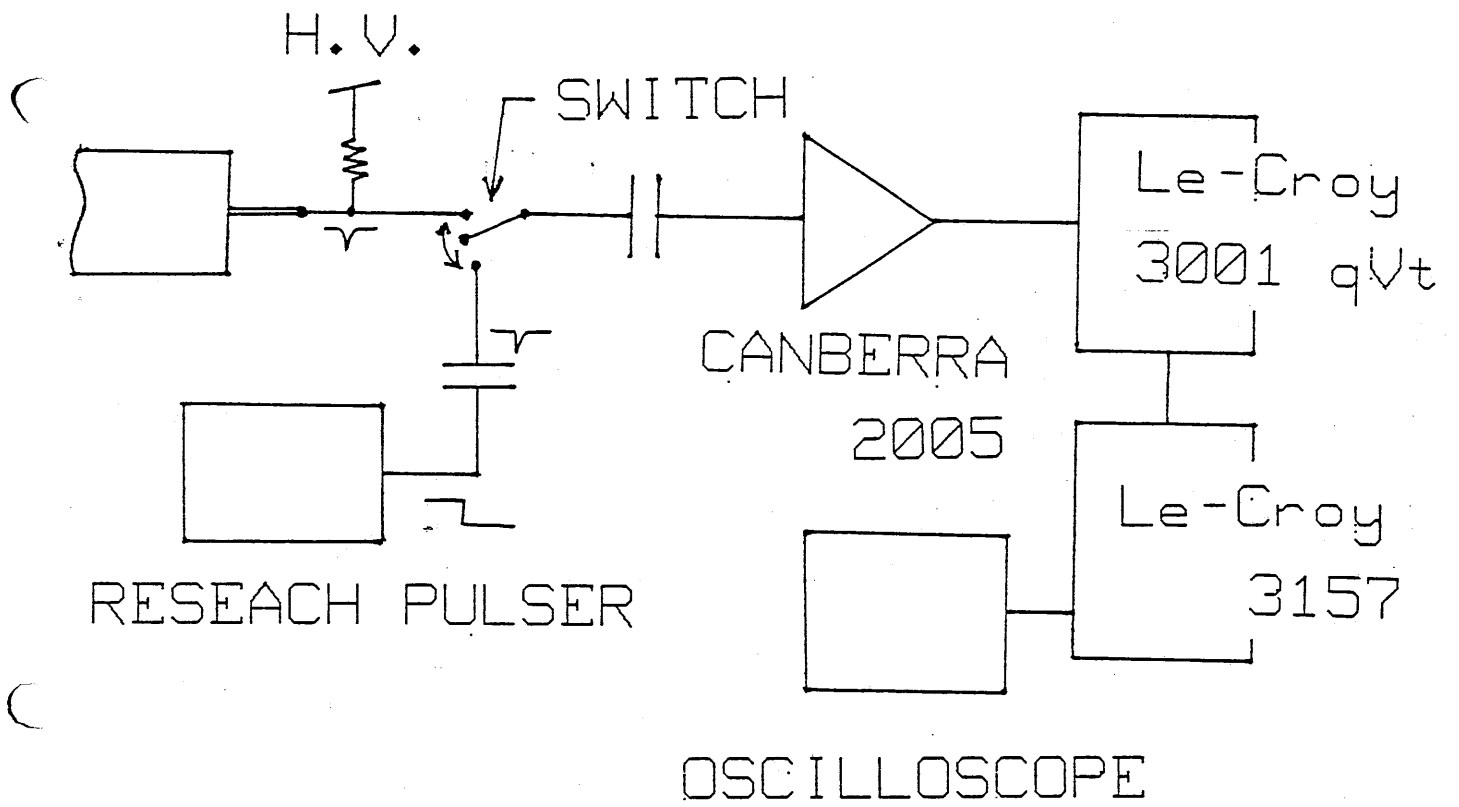 H. V.
SWITCH
Le-Croy
3001 qVt
CANBERRA
2005
Le-Croy
3157
RESEACH PULSER
OSCILLOSCOPE